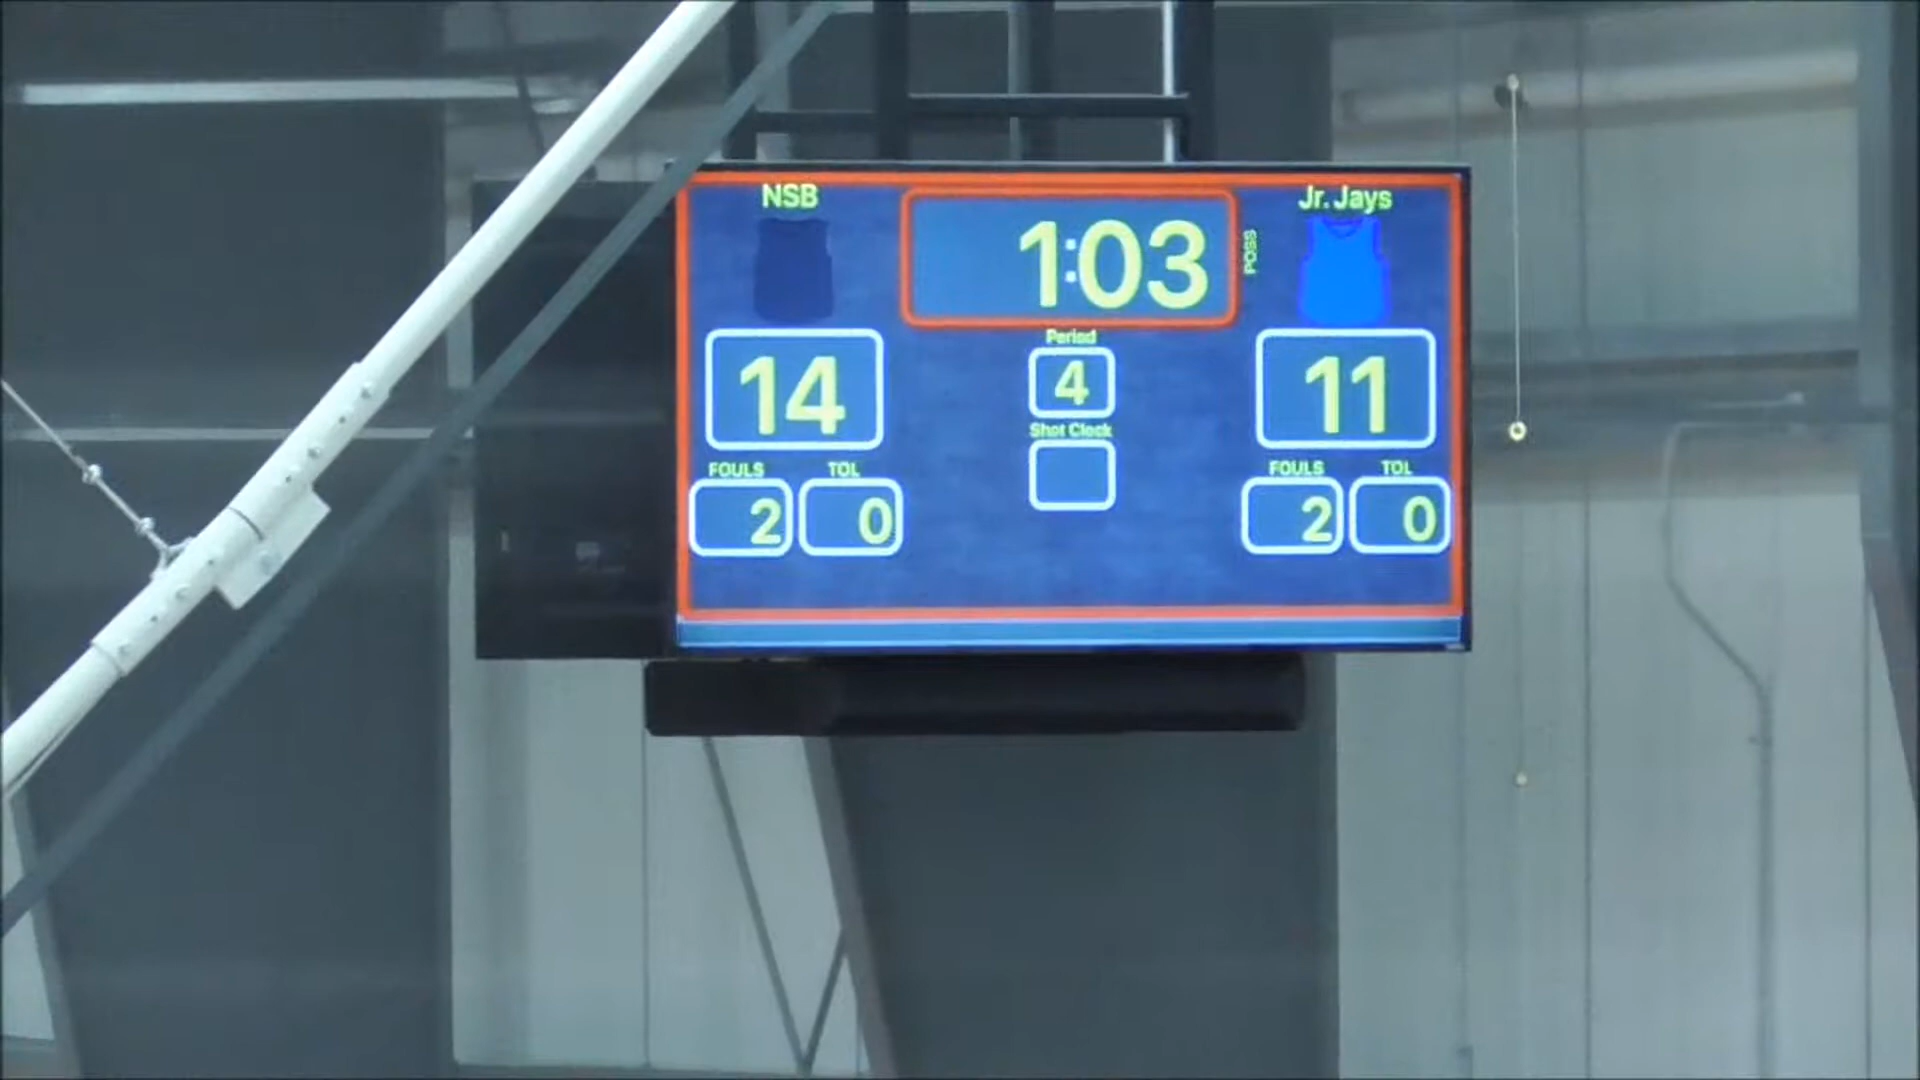 NSB
1:03
POSS
Jr. Jays
Period
14
4
11
Shot Clock
FOULS TOL
FOULS TOL
2 0
2 0